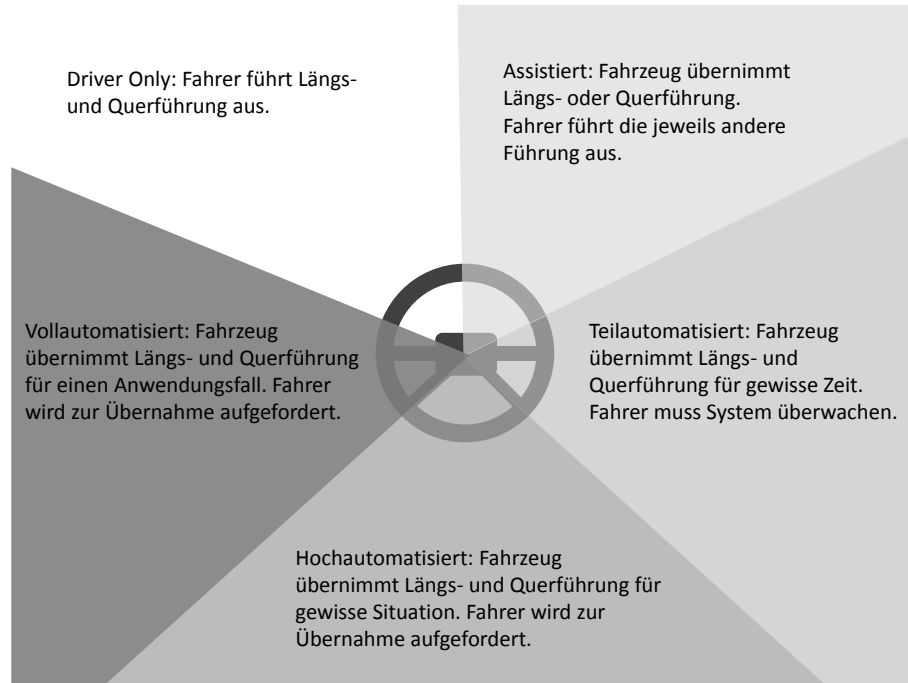 Driver Only: Fahrer führt Längs-
und Querführung aus.
Assistiert: Fahrzeug übernimmt
Längs- oder Querführung.
Fahrer führt die jeweils andere
Führung aus.
Teilautomatisiert: Fahrzeug
übernimmt Längs- und
Querführung für gewisse Zeit.
Fahrer muss System überwachen.
Hochautomatisiert: Fahrzeug
übernimmt Längs- und Querführung für
gewisse Situation. Fahrer wird zur
Übernahme aufgefordert.
Vollautomatisiert: Fahrzeug
übernimmt Längs- und Querführung
für einen Anwendungsfall. Fahrer
wird zur Übernahme aufgefordert.